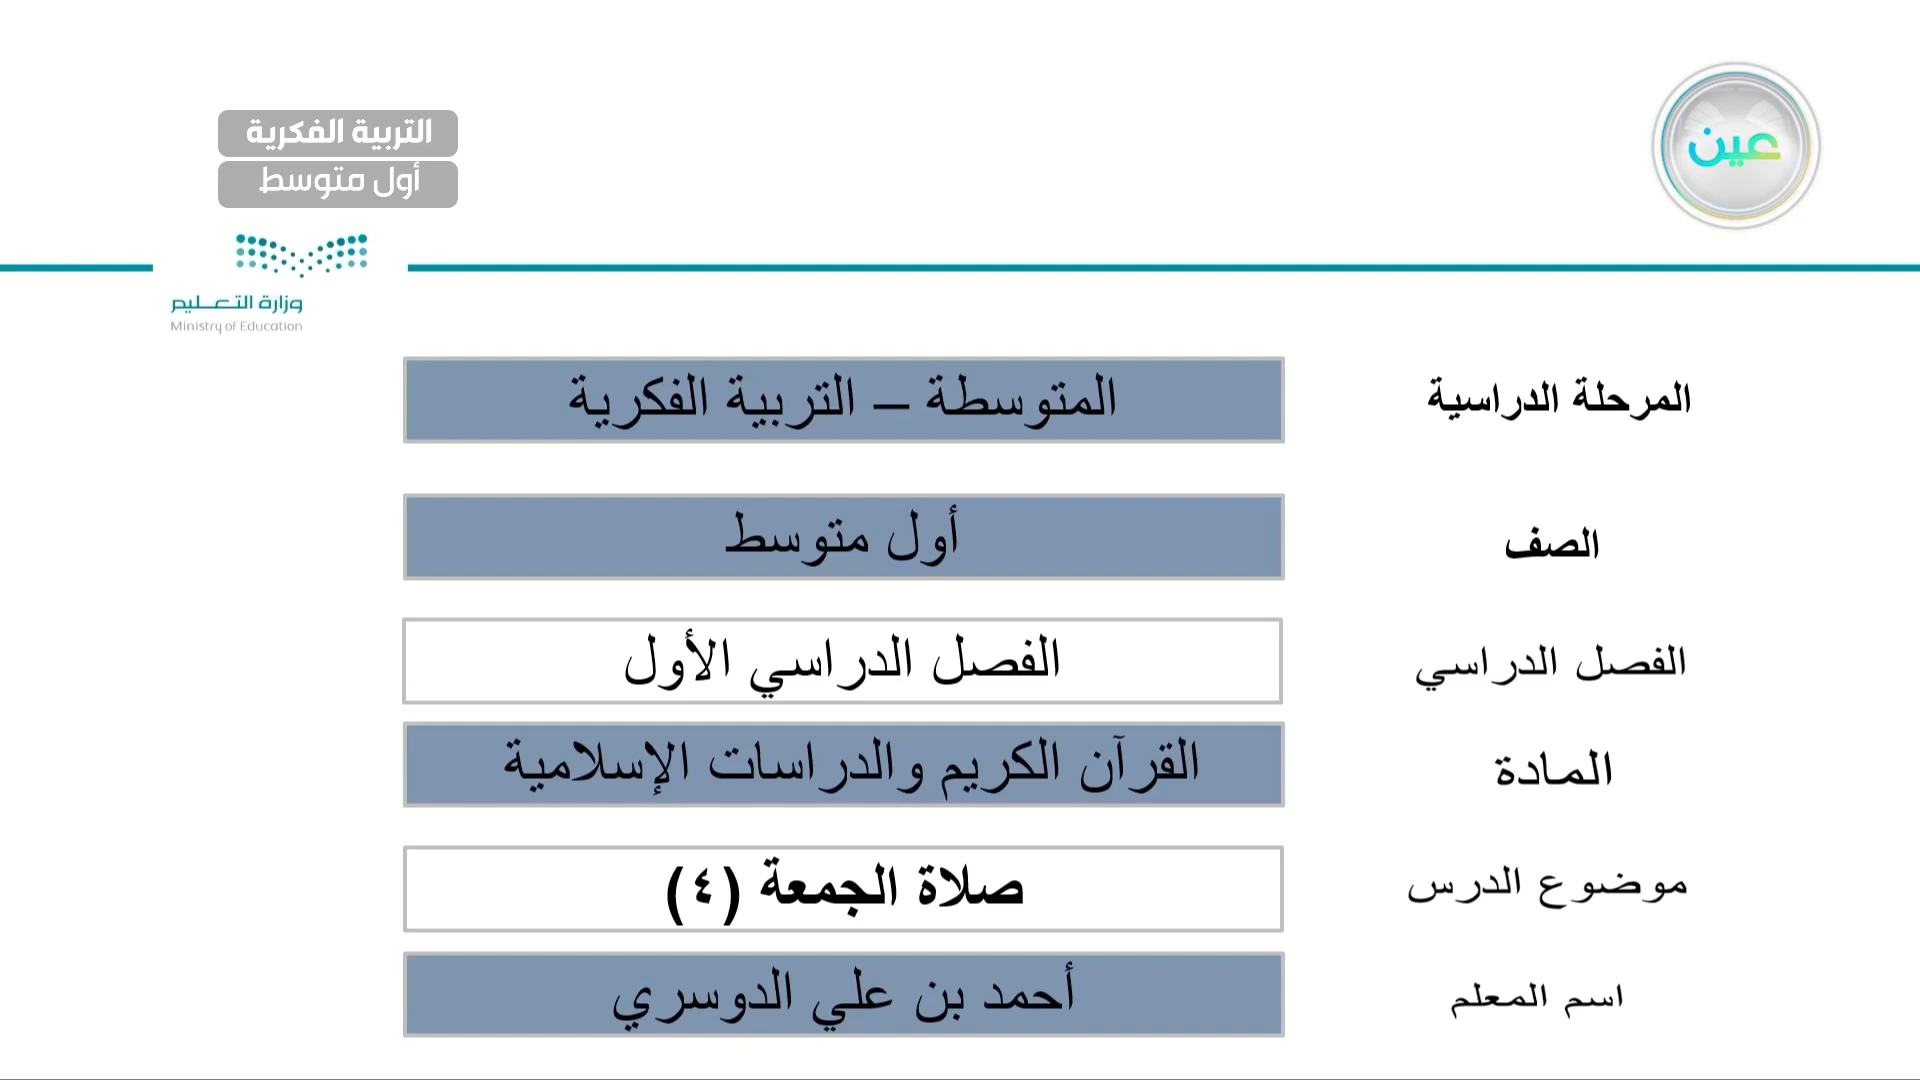 عين
التربية الفكرية
أول متوسط
وزارة التعليم
Ministry of Education
المرحلة الدراسية المتوسطة – التربية الفكرية
الصف أول متوسط
الفصل الدراسي الفصل الدراسي الأول
المادة القرآن الكريم والدراسات الإسلامية
موضوع الدرس صلاة الجمعة (٤)
اسم المعلم أحمد بن علي الدوسري